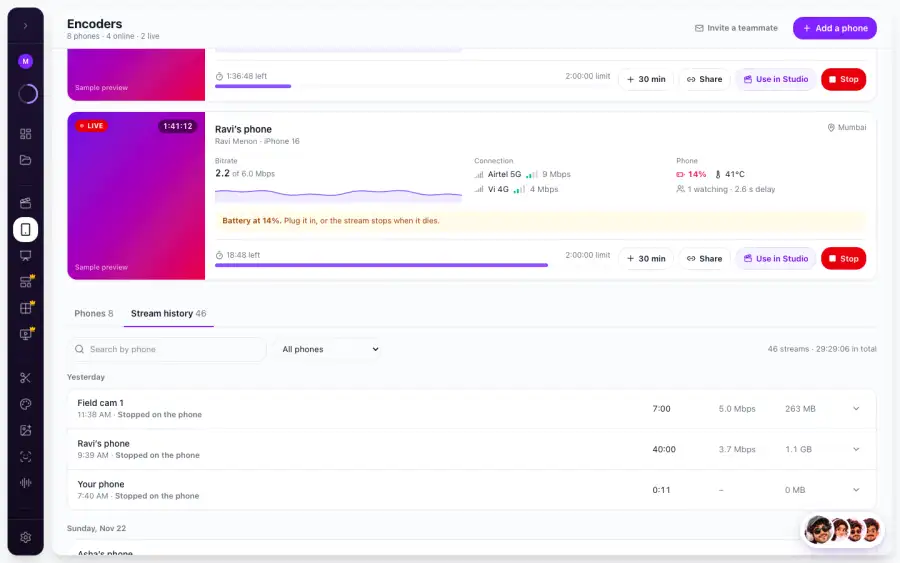 Encoders
8 phones · 4 online · 2 live
Invite a teammate
+ Add a phone
M
Sample preview
1:36:48 left
2:00:00 limit
+ 30 min
Share
Use in Studio
Stop
LIVE
1:41:12
Sample preview
Ravi's phone
Ravi Menon · iPhone 16
Mumbai
Bitrate
2.2 of 6.0 Mbps
Connection
Airtel 5G 9 Mbps
Vi 4G 4 Mbps
Phone
14% 41°C
1 watching · 2.6 s delay
Battery at 14%. Plug it in, or the stream stops when it dies.
18:48 left
2:00:00 limit
+ 30 min
Share
Use in Studio
Stop
Phones 8
Stream history 46
Search by phone
All phones
46 streams · 29:29:06 in total
Yesterday
Field cam 1
11:38 AM · Stopped on the phone
7:00
5.0 Mbps
263 MB
Ravi's phone
9:39 AM · Stopped on the phone
40:00
3.7 Mbps
1.1 GB
Your phone
7:40 AM · Stopped on the phone
0:11
–
0 MB
Sunday, Nov 22
Asha's phone